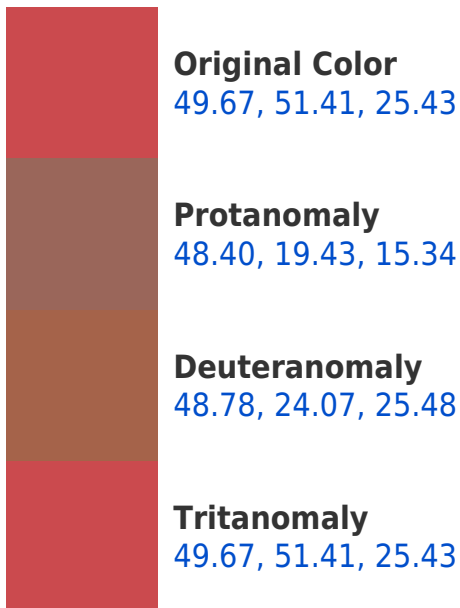 Original Color
49.67, 51.41, 25.43
Protanomaly
48.40, 19.43, 15.34
Deuteranomaly
48.78, 24.07, 25.48
Tritanomaly
49.67, 51.41, 25.43